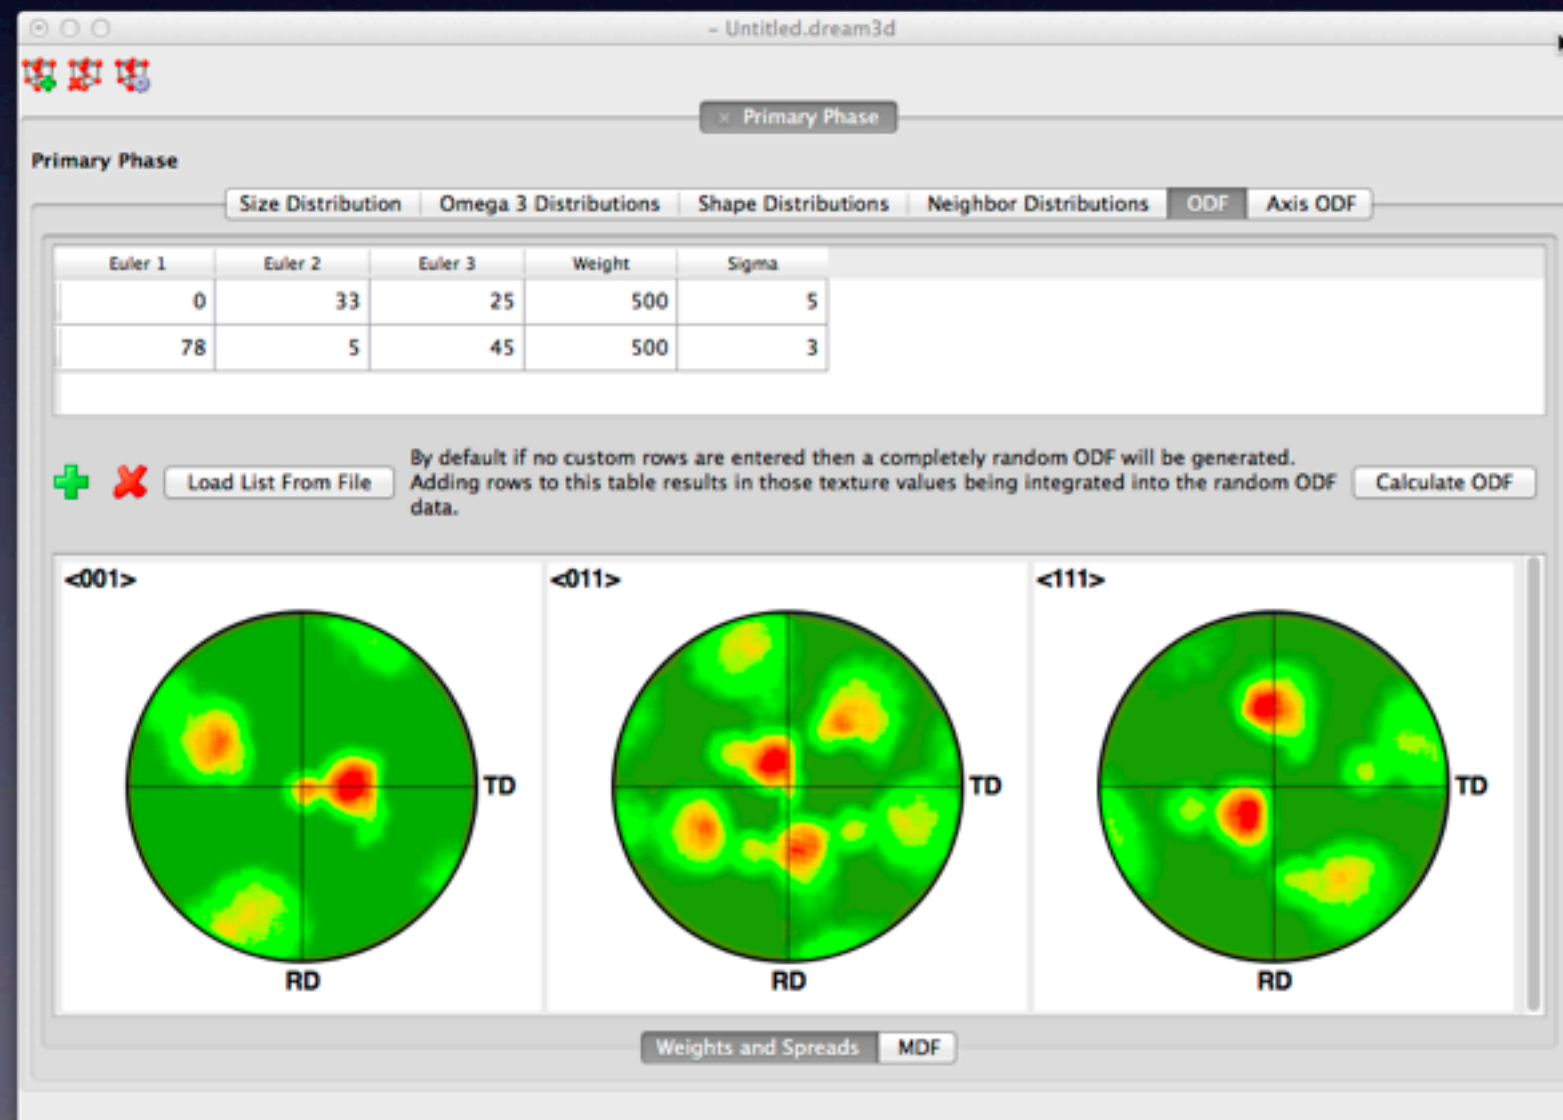 – Untitled.dream3d
Primary Phase
Primary Phase
Size Distribution Omega 3 Distributions Shape Distributions Neighbor Distributions ODF Axis ODF
Euler 1 Euler 2 Euler 3 Weight Sigma
0 33 25 500 5
78 5 45 500 3
By default if no custom rows are entered then a completely random ODF will be generated.
Load List From File Adding rows to this table results in those texture values being integrated into the random ODF Calculate ODF
data.
<001> <011> <111>
TD TD TD
RD RD RD
Weights and Spreads MDF